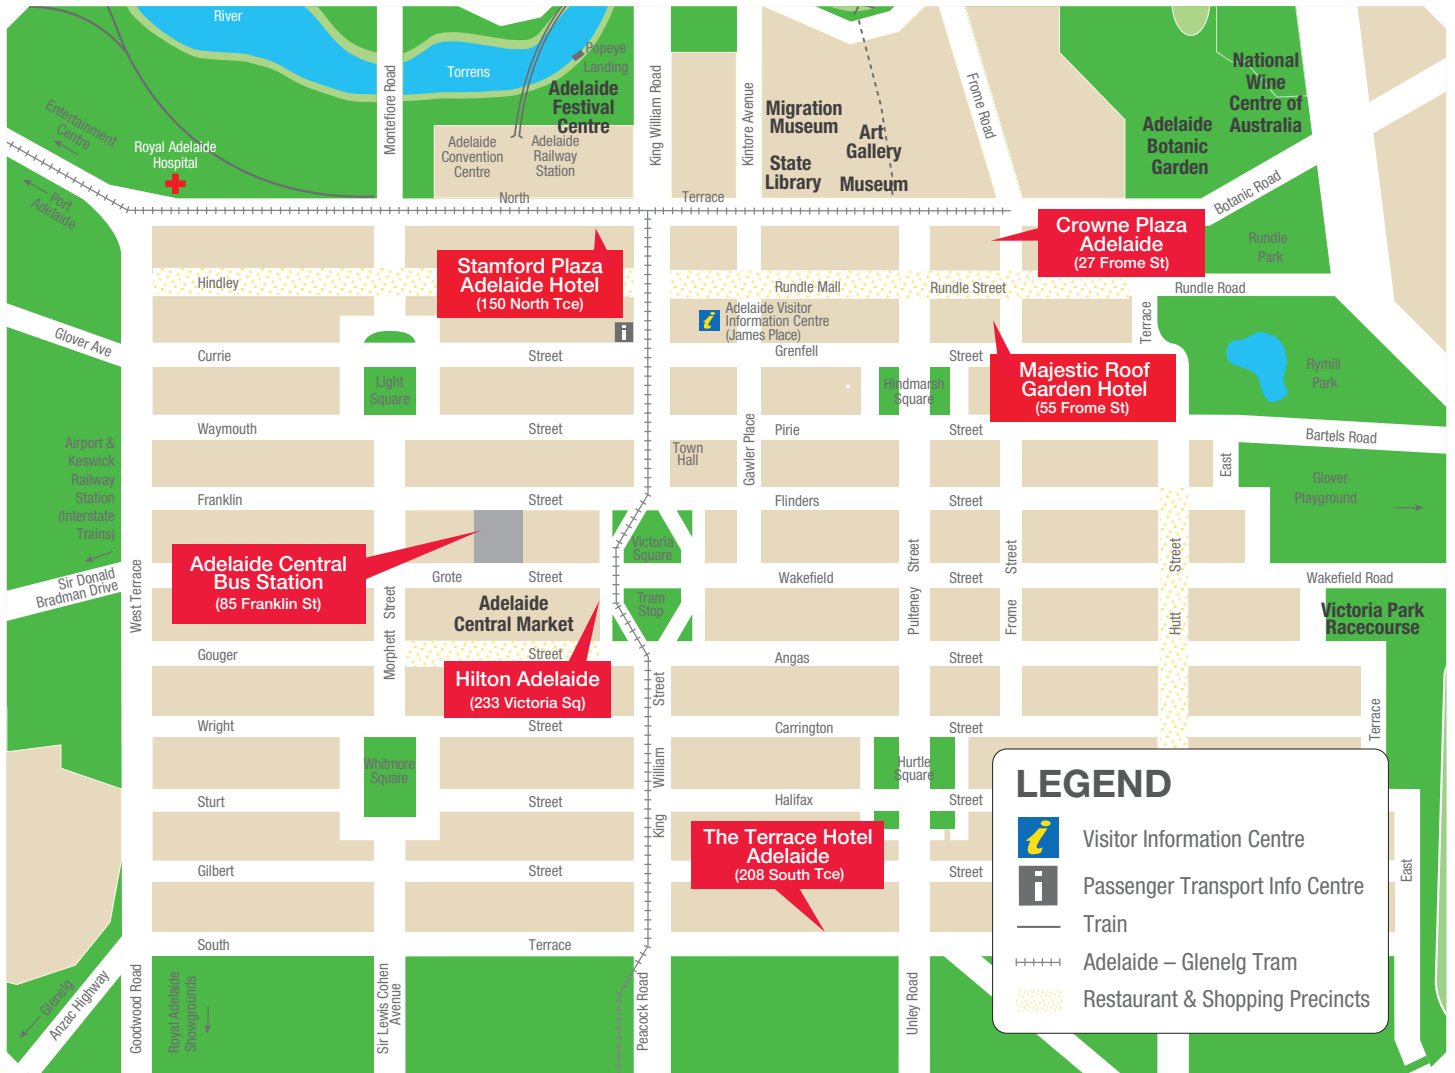 River
Torrens
Popeye
Landing
Adelaide
Festival
Centre
Montefiore Road
King William Road
Kintore Avenue
Frome Road
Migration
Museum
Art
Gallery
State
Library
Museum
National
Wine
Centre of
Australia
Adelaide
Botanic
Garden
Botanic Road
Entertainment
Centre
Royal Adelaide
Hospital
Port
Adelaide
Adelaide
Convention
Centre
Adelaide
Railway
Station
North
Terrace
Crowne Plaza
Adelaide
(27 Frome St)
Rundle
Park
Stamford Plaza
Adelaide Hotel
(150 North Tce)
Hindley
Rundle Mall
Rundle Street
Rundle Road
Adelaide Visitor
Information Centre
(James Place)
i
i
Terrace
Glover Ave
Currie
Street
Grenfell
Street
Majestic Roof
Garden Hotel
(55 Frome St)
Rymill
Park
Light
Square
Hindmarsh
Square
Waymouth
Street
Pirie
Street
Bartels Road
Gawler Place
Town
Hall
East
Airport &
Keswick
Railway
Station
(Interstate
Trains)
Franklin
Street
Flinders
Street
Glover
Playground
Victoria
Square
Adelaide Central
Bus Station
(85 Franklin St)
Sir Donald
Bradman Drive
West Terrace
Grote
Street
Wakefield
Street
Wakefield Road
Street
Street
Street
Morphett
Street
Adelaide
Central Market
Tram
Stop
Pulteney
Frome
Hutt
Victoria Park
Racecourse
Gouger
Street
Angas
Street
Hilton Adelaide
(233 Victoria Sq)
Street
Terrace
Wright
Street
Carrington
Street
Whitmore
Square
William
Hurtle
Square
Sturt
Street
Halifax
Street
King
The Terrace Hotel
Adelaide
(208 South Tce)
Gilbert
Street
Street
East
South
Terrace
Glenelg
Anzac Highway
Goodwood Road
Royal Adelaide
Showgrounds
Sir Lewis Cohen
Avenue
Peacock Road
Unley Road
LEGEND
i
Visitor Information Centre
i
Passenger Transport Info Centre
Train
Adelaide – Glenelg Tram
Restaurant & Shopping Precincts